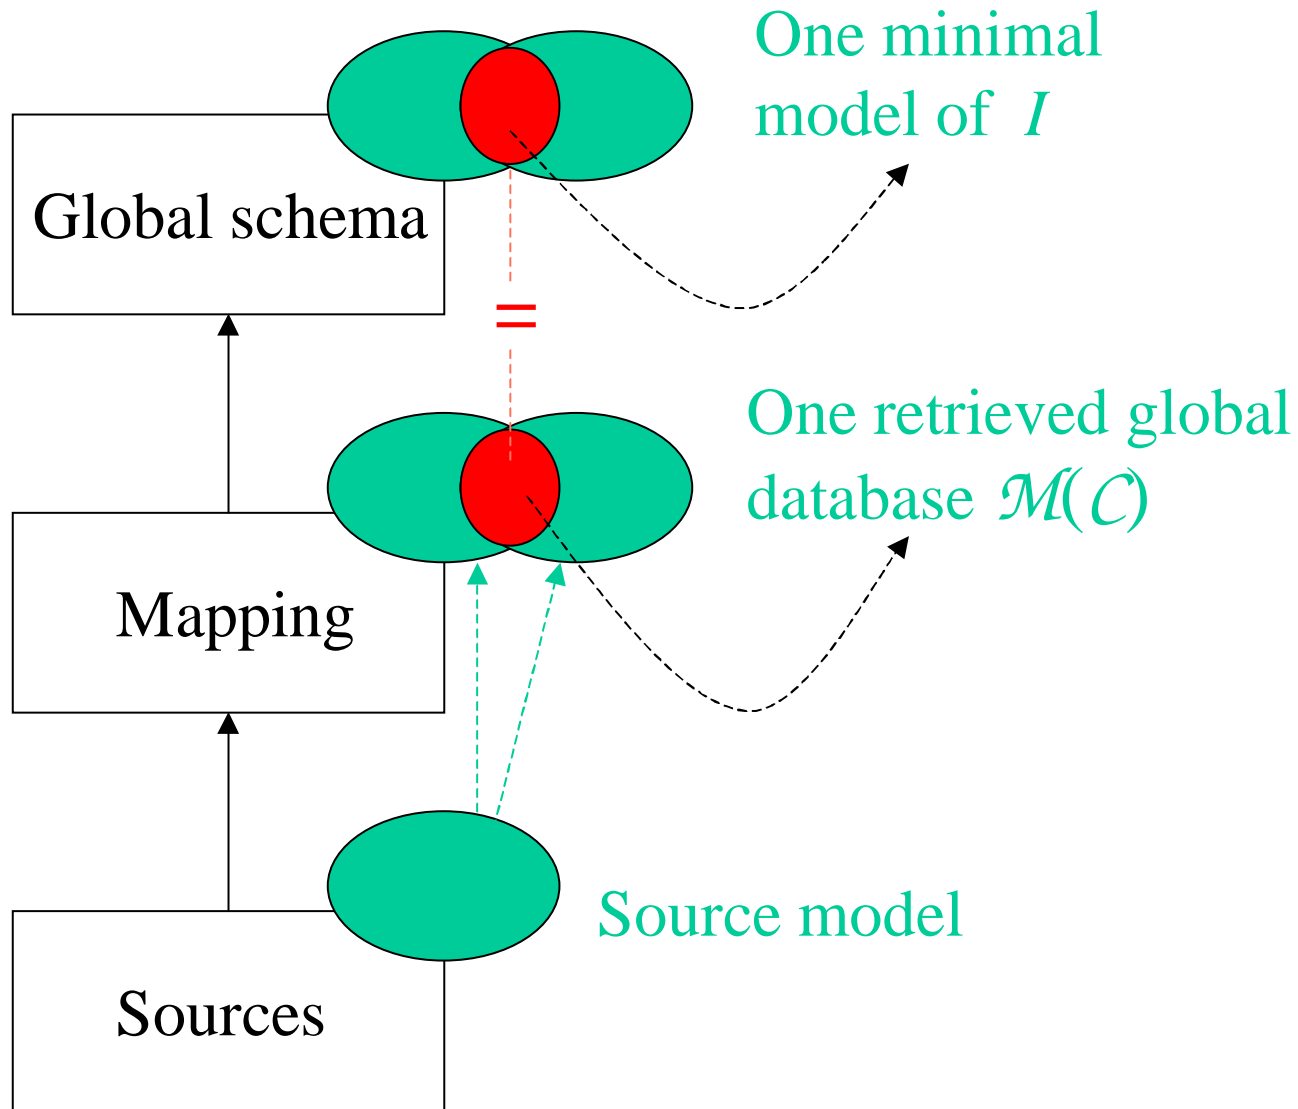 One minimal
model of I
Global schema
=
One retrieved global
database ℳ(𝒞)
Mapping
Source model
Sources